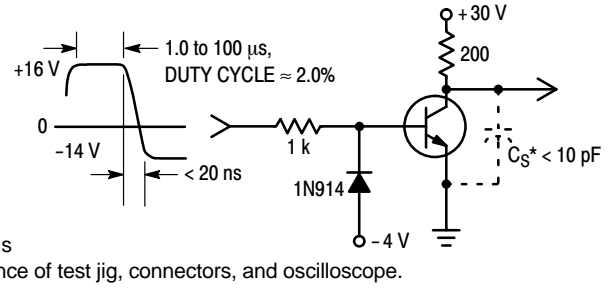 +30 V
1.0 to 100 μs,
DUTY CYCLE ≈ 2.0%
+16 V
200
0
-14 V
1 k
C_S* < 10 pF
< 20 ns
1N914
-4 V
of test jig, connectors, and oscilloscope.